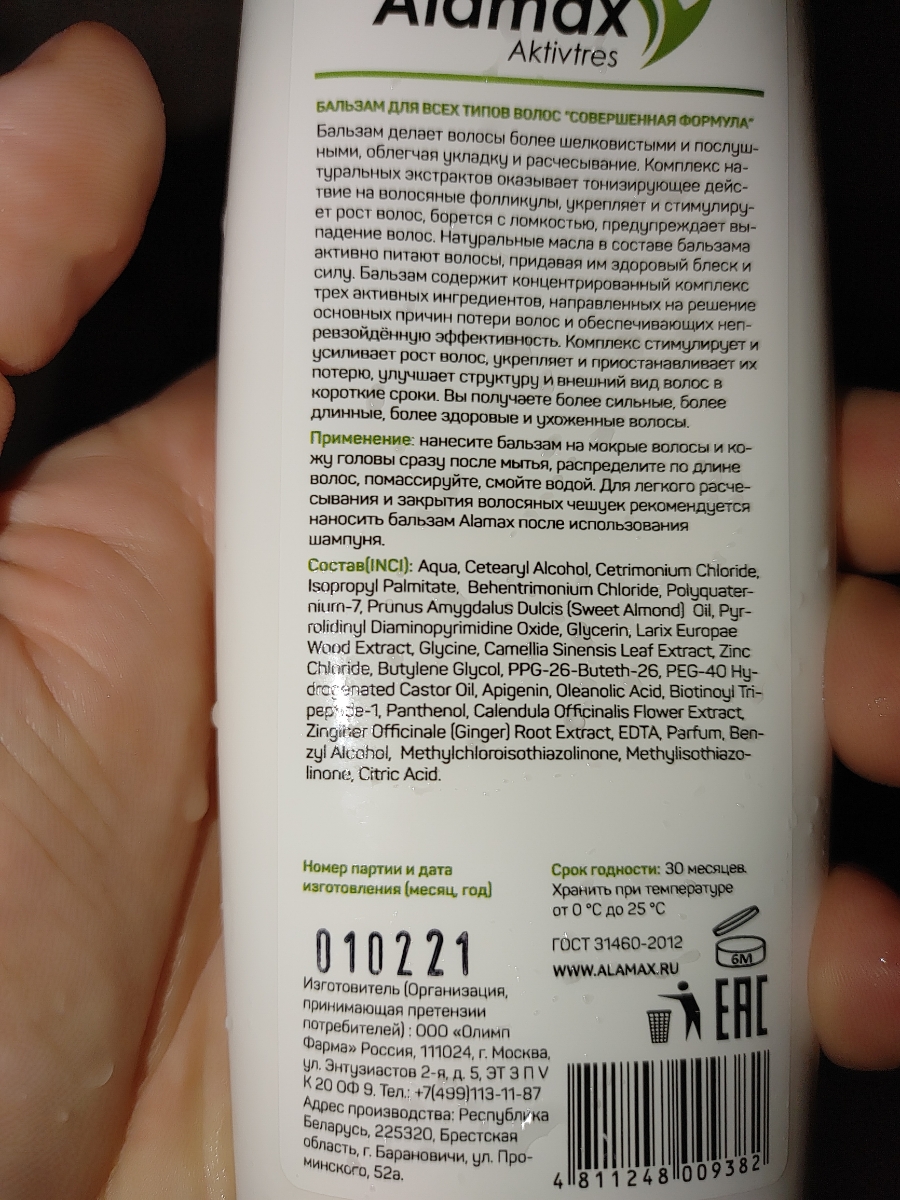 Alamax
Aktivtres
БАЛЬЗАМ ДЛЯ ВСЕХ ТИПОВ ВОЛОС "СОВЕРШЕННАЯ ФОРМУЛА"
Бальзам делает волосы более шелковистыми и послуш-
ными, облегчая укладку и расчесывание. Комплекс на-
туральных экстрактов оказывает тонизирующее дейс-
твие на волосяные фолликулы, укрепляет и стимулиру-
ет рост волос, борется с ломкостью, предупреждает вы-
падение волос. Натуральные масла в составе бальзама
активно питают волосы, придавая им здоровый блеск и
силу. Бальзам содержит концентрированный комплекс
трех активных ингредиентов, направленных на решение
основных причин потери волос и обеспечивающих неп-
ревзойдённую эффективность. Комплекс стимулирует и
усиливает рост волос, укрепляет и приостанавливает их
потерю, улучшает структуру и внешний вид волос в
короткие сроки. Вы получаете более сильные, более
длинные, более здоровые и ухоженные волосы.
Применение: нанесите бальзам на мокрые волосы и ко-
жу головы сразу после мытья, распределите по длине
волос, помассируйте, смойте водой. Для легкого расче-
сывания и закрытия волосяных чешуек рекомендуется
наносить бальзам Alamax после использования
шампуня.
Состав(INCI): Aqua, Cetearyl Alcohol, Cetrimonium Chloride,
Isopropyl Palmitate, Behentrimonium Chloride, Polyquater-
nium-7, Prunus Amygdalus Dulcis (Sweet Almond) Oil, Pyr-
rolidinyl Diaminopyrimidine Oxide, Glycerin, Larix Europae
Wood Extract, Glycine, Camellia Sinensis Leaf Extract, Zinc
Chloride, Butylene Glycol, PPG-26-Buteth-26, PEG-40 Hy-
drogenated Castor Oil, Apigenin, Oleanolic Acid, Biotinoyl Tri-
peptide-1, Panthenol, Calendula Officinalis Flower Extract,
Zingiber Officinale (Ginger) Root Extract, EDTA, Parfum, Ben-
zyl Alcohol, Methylchloroisothiazolinone, Methylisothiazo-
linone, Citric Acid.
Номер партии и дата
изготовления (месяц, год)
010221
Изготовитель (Организация,
принимающая претензии
потребителей) : ООО «Олимп
Фарма» Россия, 111024, г. Москва,
ул. Энтузиастов 2-я, д. 5, ЭТ 3 П V
К 20 ОФ 9. Тел.: +7(499)113-11-87
Адрес производства: Республика
Беларусь, 225320, Брестская
область, г. Барановичи, ул. Про-
минского, 52а.
Срок годности: 30 месяцев.
Хранить при температуре
от 0 °C до 25 °C
ГОСТ 31460-2012
WWW.ALAMAX.RU
6M
EAC
4 811248 009382